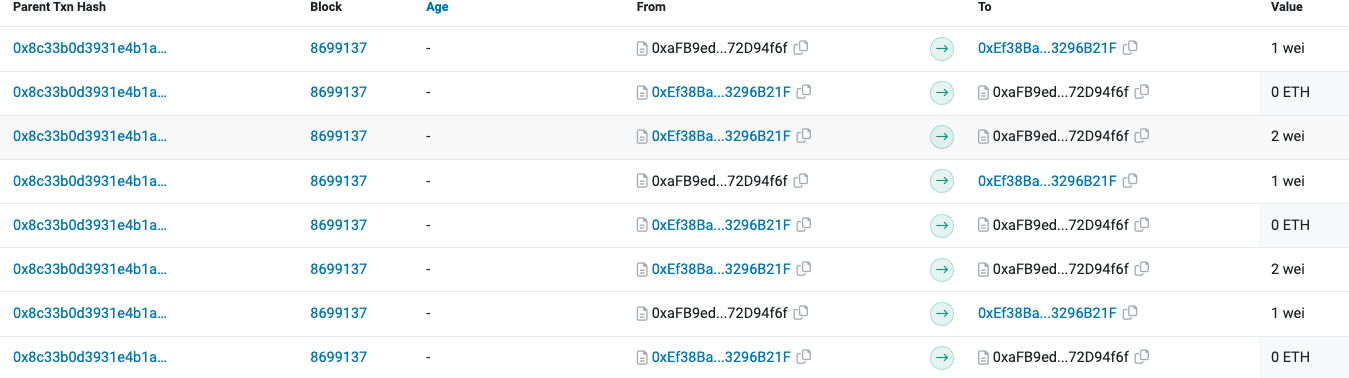 Parent Txn Hash Block Age From To Value
0x8c33b0d3931e4b1a... 8699137 - 0xaFB9ed...72D94f6f 0xEf38Ba...3296B21F 1 wei
0x8c33b0d3931e4b1a... 8699137 - 0xEf38Ba...3296B21F 0xaFB9ed...72D94f6f 0 ETH
0x8c33b0d3931e4b1a... 8699137 - 0xEf38Ba...3296B21F 0xaFB9ed...72D94f6f 2 wei
0x8c33b0d3931e4b1a... 8699137 - 0xaFB9ed...72D94f6f 0xEf38Ba...3296B21F 1 wei
0x8c33b0d3931e4b1a... 8699137 - 0xEf38Ba...3296B21F 0xaFB9ed...72D94f6f 0 ETH
0x8c33b0d3931e4b1a... 8699137 - 0xEf38Ba...3296B21F 0xaFB9ed...72D94f6f 2 wei
0x8c33b0d3931e4b1a... 8699137 - 0xaFB9ed...72D94f6f 0xEf38Ba...3296B21F 1 wei
0x8c33b0d3931e4b1a... 8699137 - 0xEf38Ba...3296B21F 0xaFB9ed...72D94f6f 0 ETH